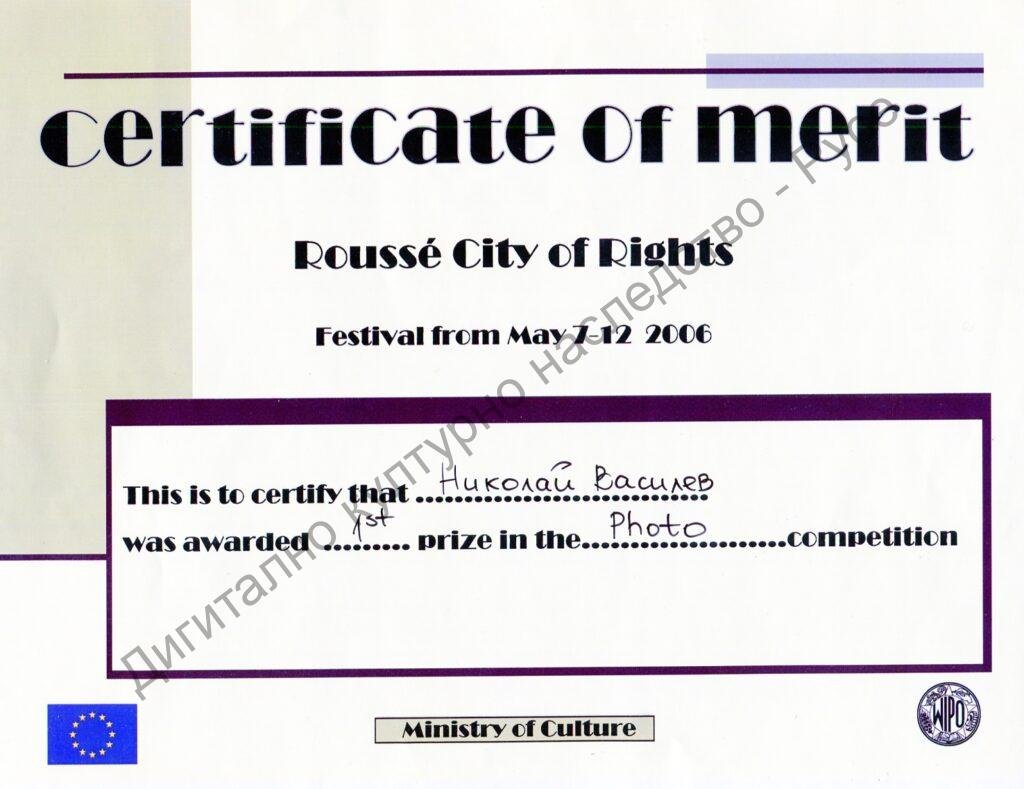 certificate of merit
Roussé City of Rights
Festival from May 7-12 2006
This is to certify that ..... Николай Василев
was awarded ..1st.. prize in the.. Photo ..competition
Ministry of Culture
WIPO
Дигитално културно наследство - Русе